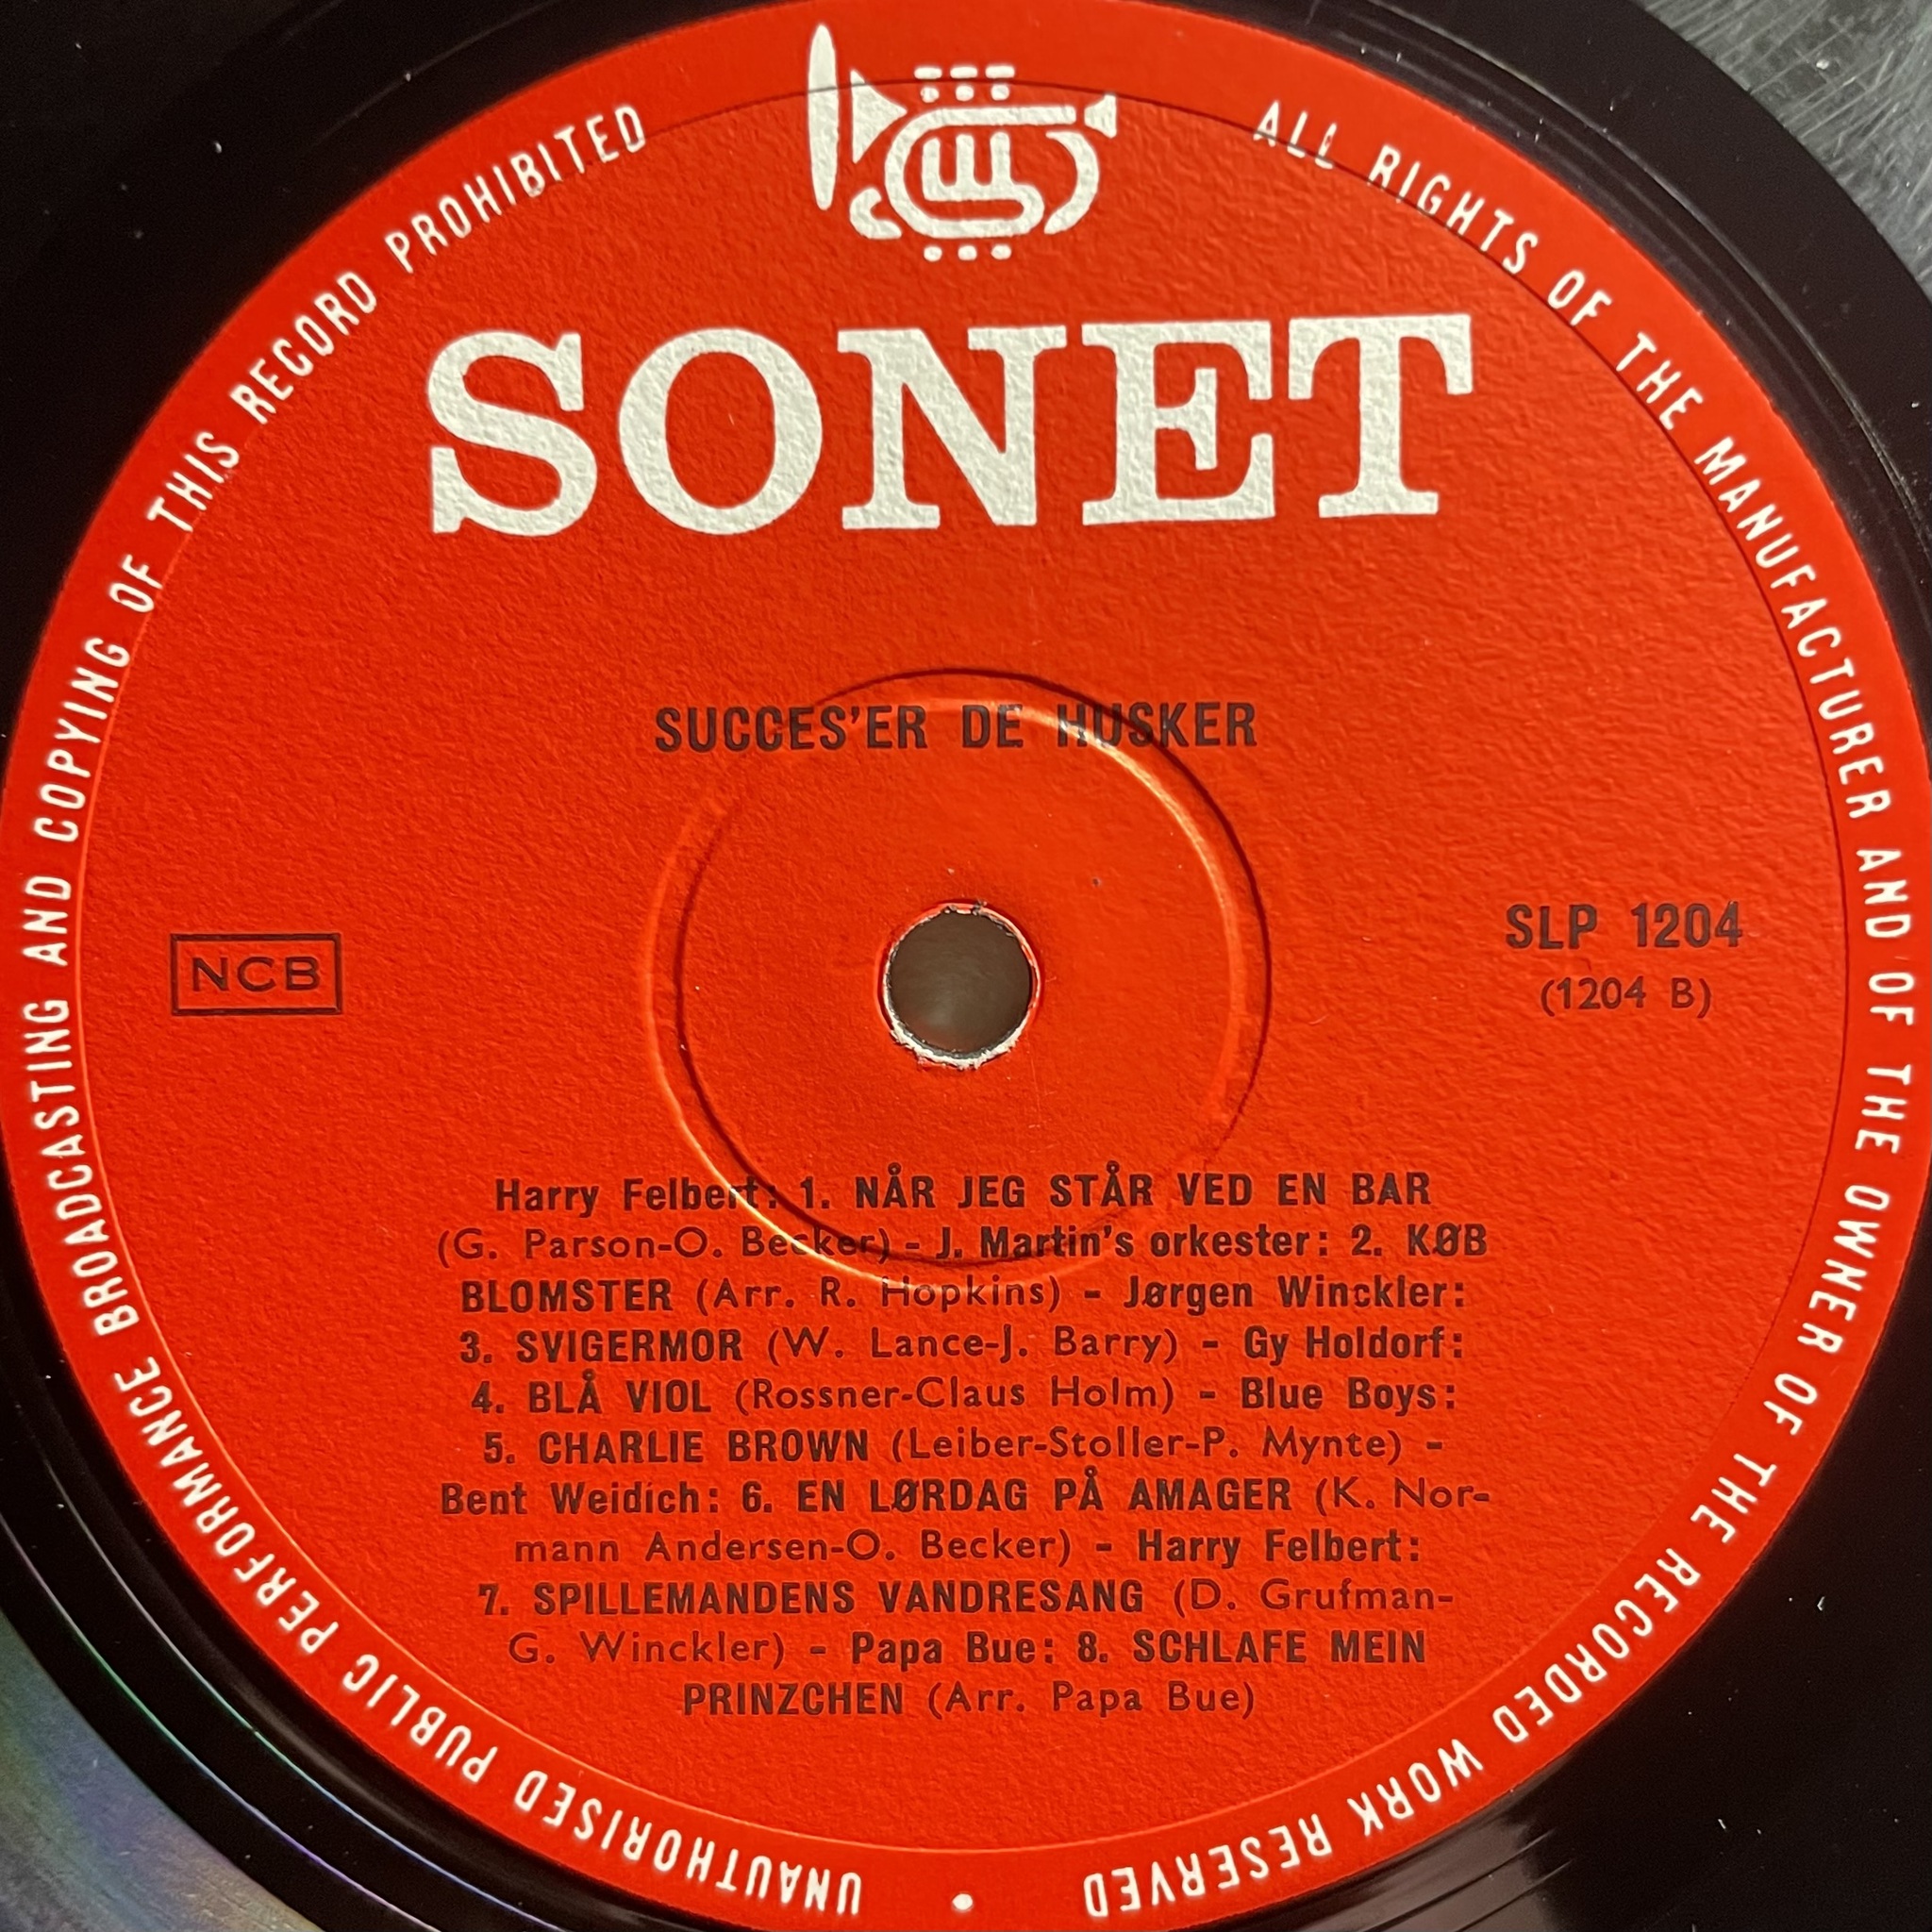 ALL RIGHTS OF THE MANUFACTURER AND OF THE OWNER OF THE RECORDED WORK RESERVED • UNAUTHORISED PUBLIC PERFORMANCE BROADCASTING AND COPYING OF THIS RECORD PROHIBITED
SONET
SUCCES'ER DE HUSKER
NCB
SLP 1204
(1204 B)
Harry Felbert: 1. NÅR JEG STÅR VED EN BAR
(G. Parson-O. Becker) - J. Martin's orkester: 2. KØB
BLOMSTER (Arr. R. Hopkins) - Jørgen Winckler:
3. SVIGERMOR (W. Lance-J. Barry) - Gy Holdorf:
4. BLÅ VIOL (Rossner-Claus Holm) - Blue Boys:
5. CHARLIE BROWN (Leiber-Stoller-P. Mynte) -
Bent Weidich: 6. EN LØRDAG PÅ AMAGER (K. Nor-
mann Andersen-O. Becker) - Harry Felbert:
7. SPILLEMANDENS VANDRESANG (D. Grufman-
G. Winckler) - Papa Bue: 8. SCHLAFE MEIN
PRINZCHEN (Arr. Papa Bue)